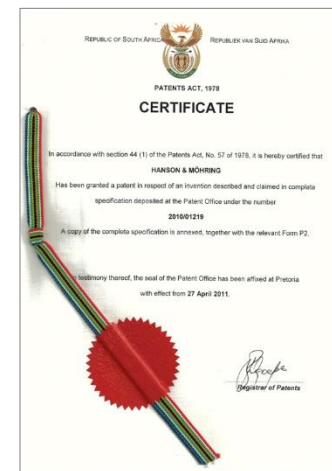 REPUBLIC OF SOUTH AFRICA REPUBLIEK VAN SUID AFRIKA
PATENTS ACT, 1978
CERTIFICATE
In accordance with section 44 (1) of the Patents Act, No. 57 of 1978, it is hereby certified that
HANSON & MÖHRING
Has been granted a patent in respect of an invention described and claimed in complete
specification deposited at the Patent Office under the number
2010/01219
A copy of the complete specification is annexed, together with the relevant Form P2.
testimony thereof, the seal of the Patent Office has been affixed at Pretoria
with effect from 27 April 2011.
Registrar of Patents